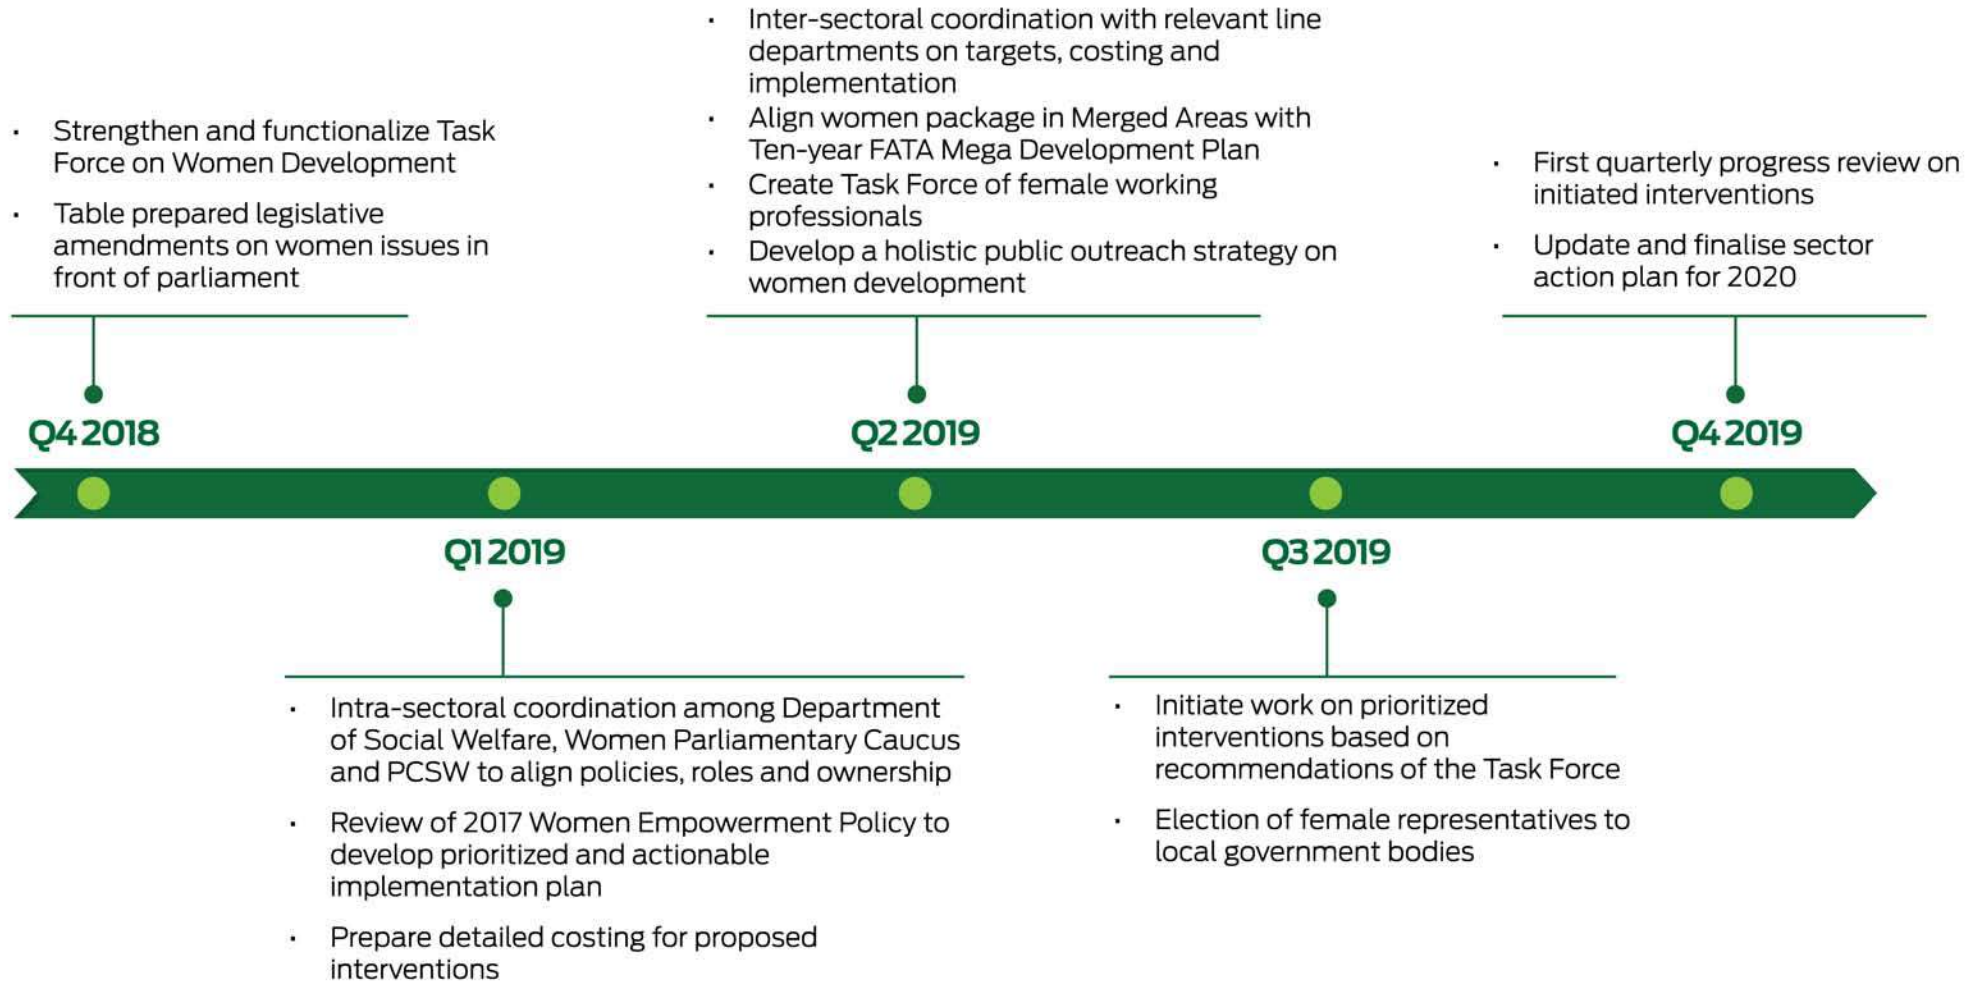 · Strengthen and functionalize Task
Force on Women Development
· Table prepared legislative
amendments on women issues in
front of parliament
Q4 2018
· Intra-sectoral coordination among Department
of Social Welfare, Women Parliamentary Caucus
and PCSW to align policies, roles and ownership
· Review of 2017 Women Empowerment Policy to
develop prioritized and actionable
implementation plan
· Prepare detailed costing for proposed
interventions
Q1 2019
· Inter-sectoral coordination with relevant line
departments on targets, costing and
implementation
· Align women package in Merged Areas with
Ten-year FATA Mega Development Plan
· Create Task Force of female working
professionals
· Develop a holistic public outreach strategy on
women development
Q2 2019
Q3 2019
· Initiate work on prioritized
interventions based on
recommendations of the Task Force
· Election of female representatives to
local government bodies
· First quarterly progress review on
initiated interventions
· Update and finalise sector
action plan for 2020
Q4 2019